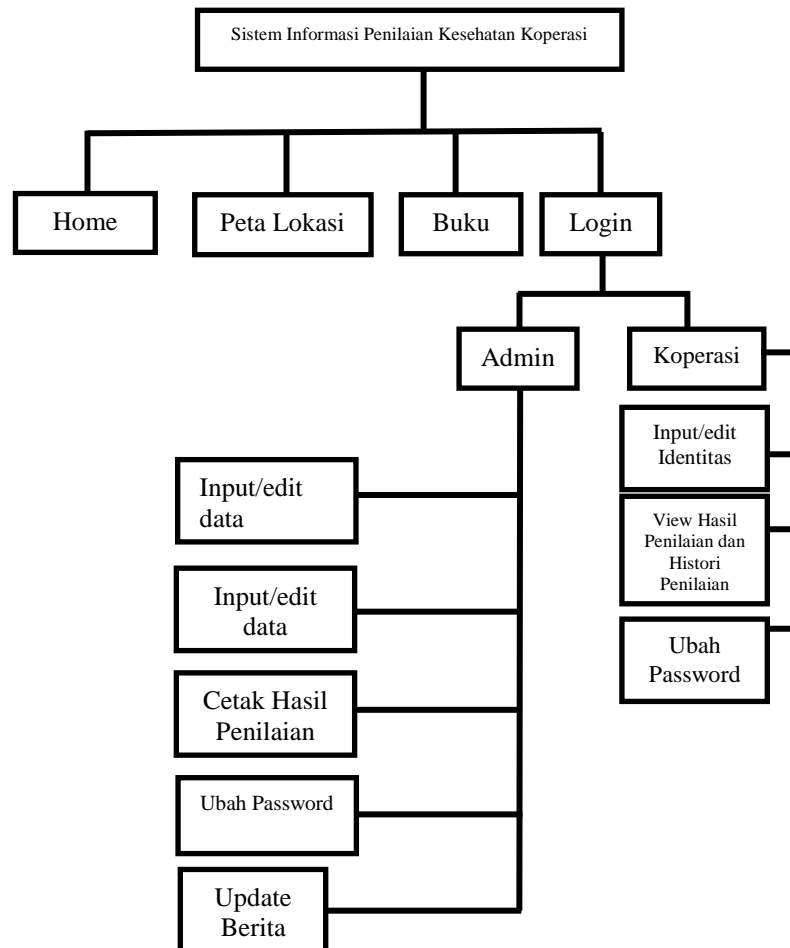 Sistem Informasi Penilaian Kesehatan Koperasi
Home
Peta Lokasi
Buku
Login
Admin
Koperasi
Input/edit
data
Input/edit
data
Cetak Hasil
Penilaian
Ubah Password
Update
Berita
Input/edit
Identitas
View Hasil
Penilaian dan
Histori
Penilaian
Ubah
Password